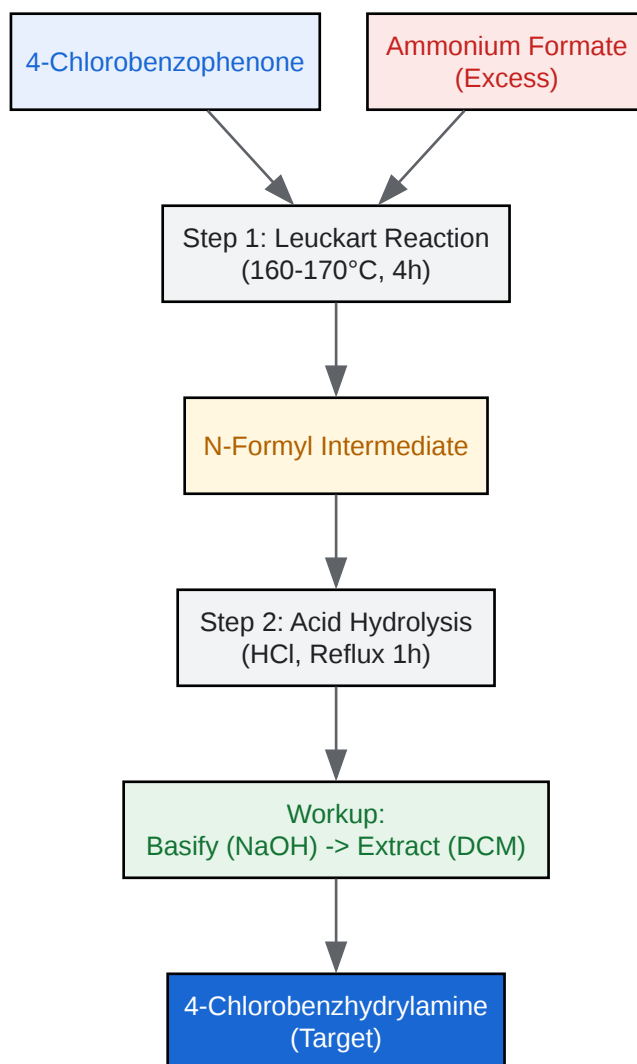 4-Chlorobenzophenone
Ammonium Formate
(Excess)
Step 1: Leuckart Reaction
(160-170°C, 4h)
N-Formyl Intermediate
Step 2: Acid Hydrolysis
(HCl, Reflux 1h)
Workup:
Basify (NaOH) -> Extract (DCM)
4-Chlorobenzhydrylamine
(Target)